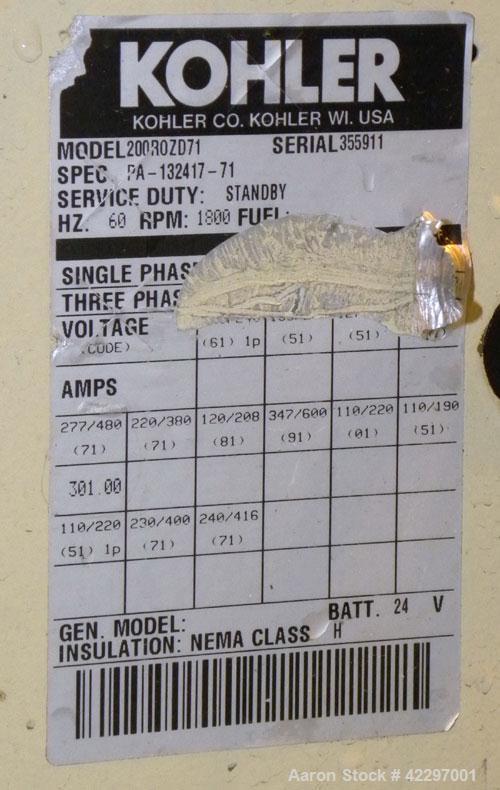 KOHLER
KOHLER CO. KOHLER WI. USA
MODEL 200ROZD71 SERIAL 355911
SPEC. PA-132417-71
SERVICE DUTY: STANDBY
HZ. 60 RPM: 1800 FUEL:
SINGLE PHASE
THREE PHAS
VOLTAGE
CODE) (61) 1p (51) (51)
AMPS
277/480 220/380 120/208 347/600 110/220 110/190
(71) (71) (81) (91) (01) (51)
301.00
110/220 230/400 240/416
(51) 1p (71) (71)
BATT. 24 V
GEN. MODEL:
INSULATION: NEMA CLASS H
Aaron Stock # 42297001